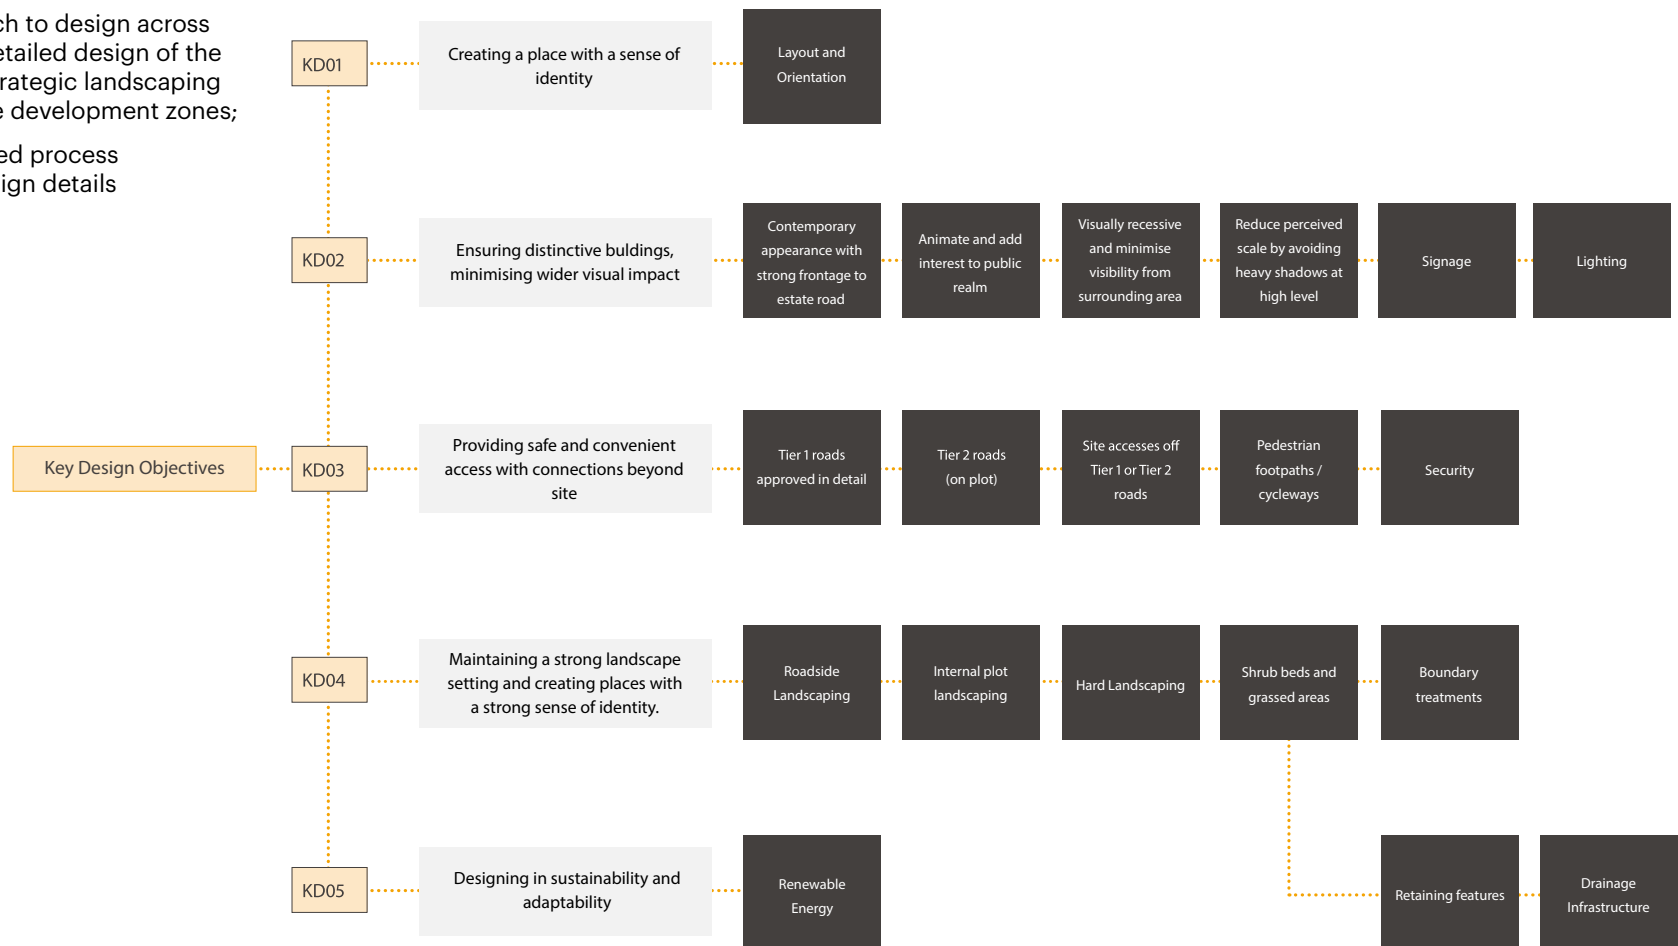 ch to design across
etailed design of the
trategic landscaping
e development zones;
ed process
ign details
KD01
Creating a place with a sense of
identity
Layout and
Orientation
KD02
Ensuring distinctive buldings,
minimising wider visual impact
Contemporary
appearance with
strong frontage to
estate road
Animate and add
interest to public
realm
Visually recessive
and minimise
visibility from
surrounding area
Reduce perceived
scale by avoiding
heavy shadows at
high level
Signage
Lighting
Key Design Objectives
KD03
Providing safe and convenient
access with connections beyond
site
Tier 1 roads
approved in detail
Tier 2 roads
(on plot)
Site accesses off
Tier 1 or Tier 2
roads
Pedestrian
footpaths /
cycleways
Security
KD04
Maintaining a strong landscape
setting and creating places with
a strong sense of identity.
Roadside
Landscaping
Internal plot
landscaping
Hard Landscaping
Shrub beds and
grassed areas
Boundary
treatments
KD05
Designing in sustainability and
adaptability
Renewable
Energy
Retaining features
Drainage
Infrastructure